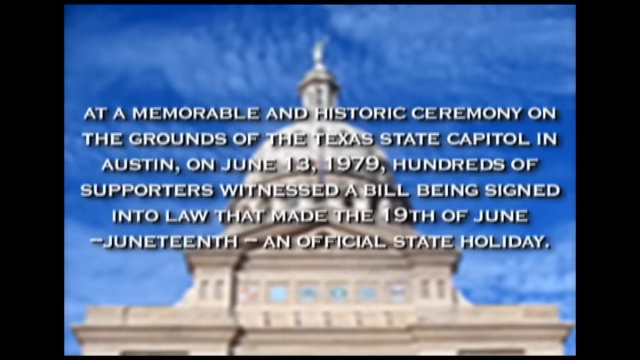 AT A MEMORABLE AND HISTORIC CEREMONY ON
THE GROUNDS OF THE TEXAS STATE CAPITOL IN
AUSTIN, ON JUNE 13, 1979, HUNDREDS OF
SUPPORTERS WITNESSED A BILL BEING SIGNED
INTO LAW THAT MADE THE 19TH OF JUNE
–JUNETEENTH – AN OFFICIAL STATE HOLIDAY.